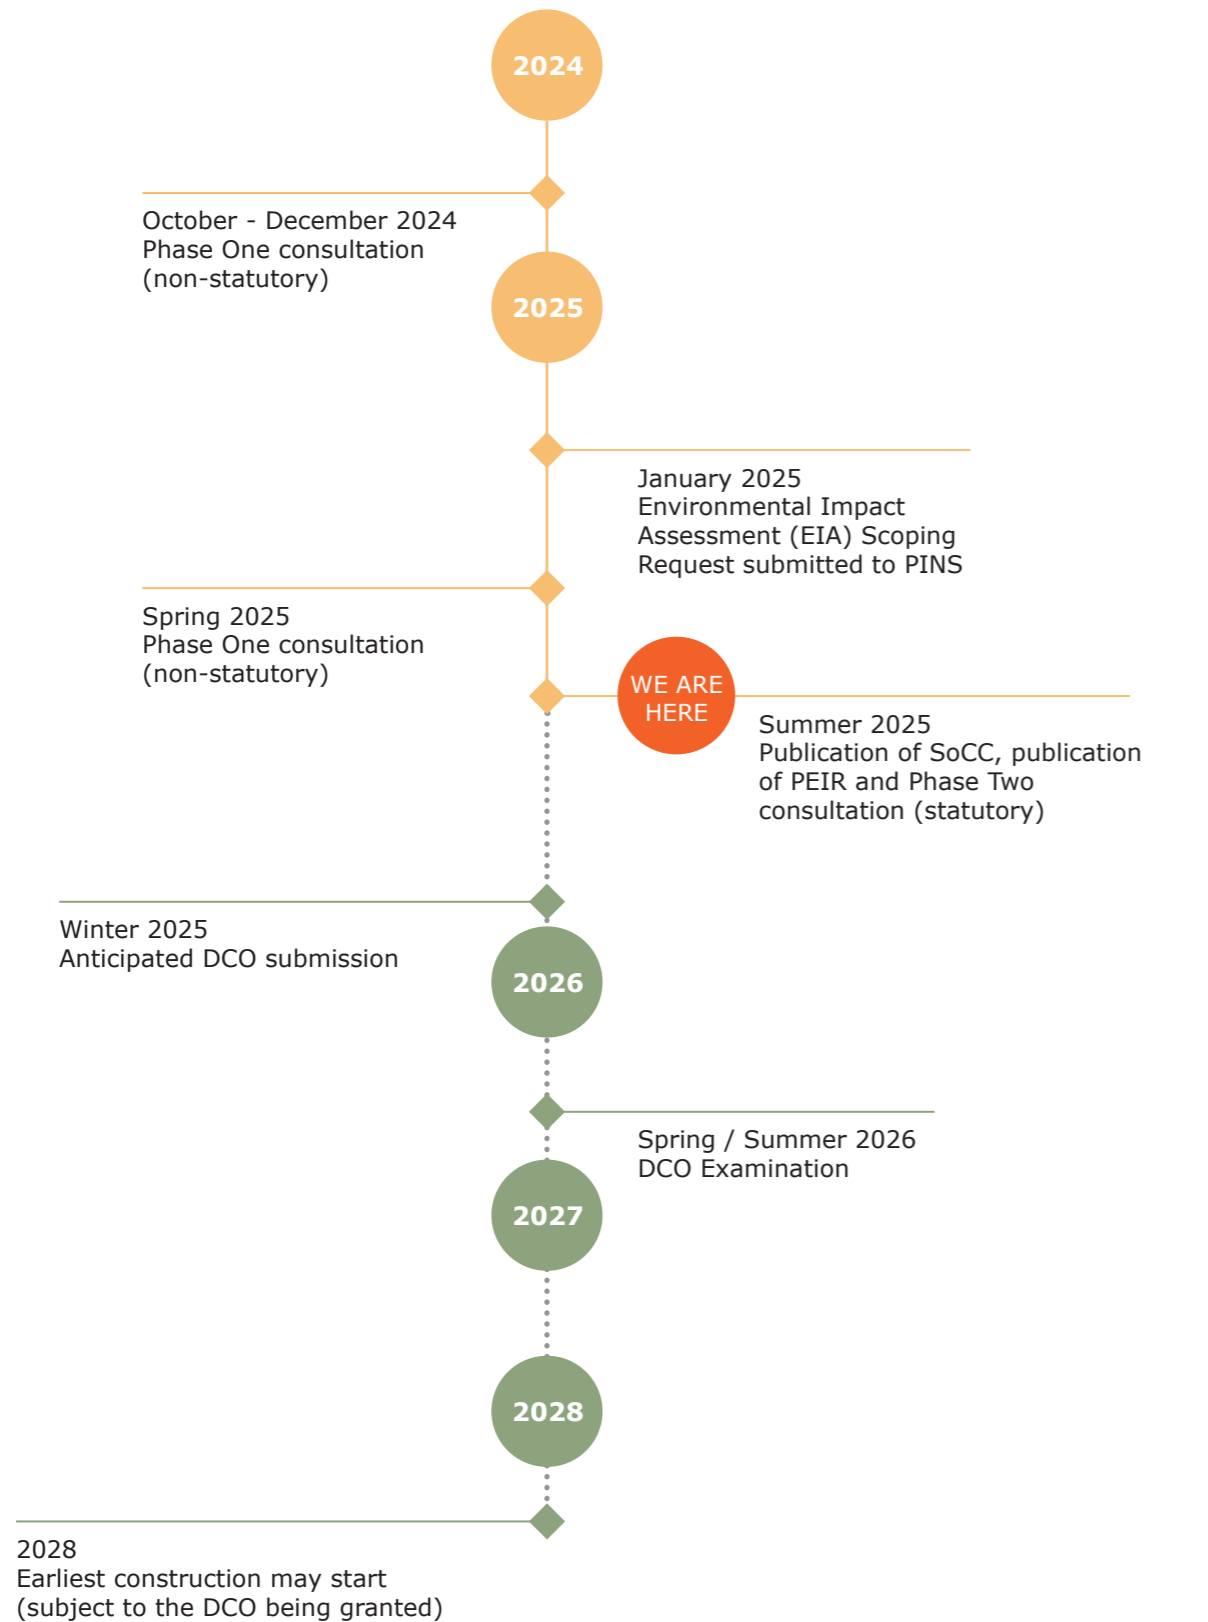 2024
October - December 2024
Phase One consultation
(non-statutory)
2025
January 2025
Environmental Impact
Assessment (EIA) Scoping
Request submitted to PINS
Spring 2025
Phase One consultation
(non-statutory)
WE ARE
HERE
Summer 2025
Publication of SoCC, publication
of PEIR and Phase Two
consultation (statutory)
Winter 2025
Anticipated DCO submission
2026
Spring / Summer 2026
DCO Examination
2027
2028
2028
Earliest construction may start
(subject to the DCO being granted)